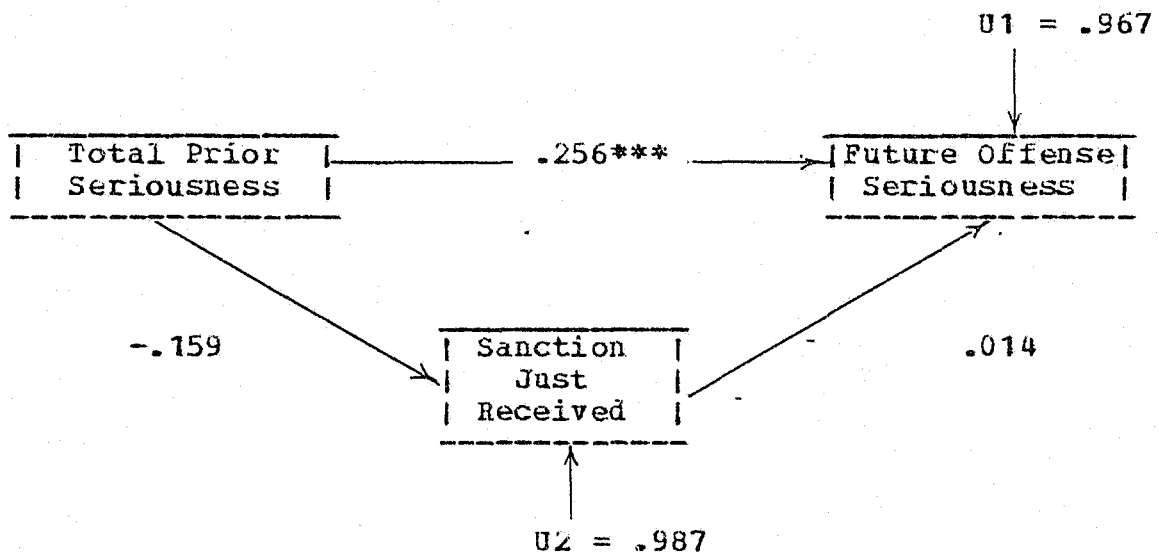 U1 = .967
Total Prior
Seriousness
.256***
Future Offense
Seriousness
-.159
Sanction
Just
Received
.014
U2 = .987